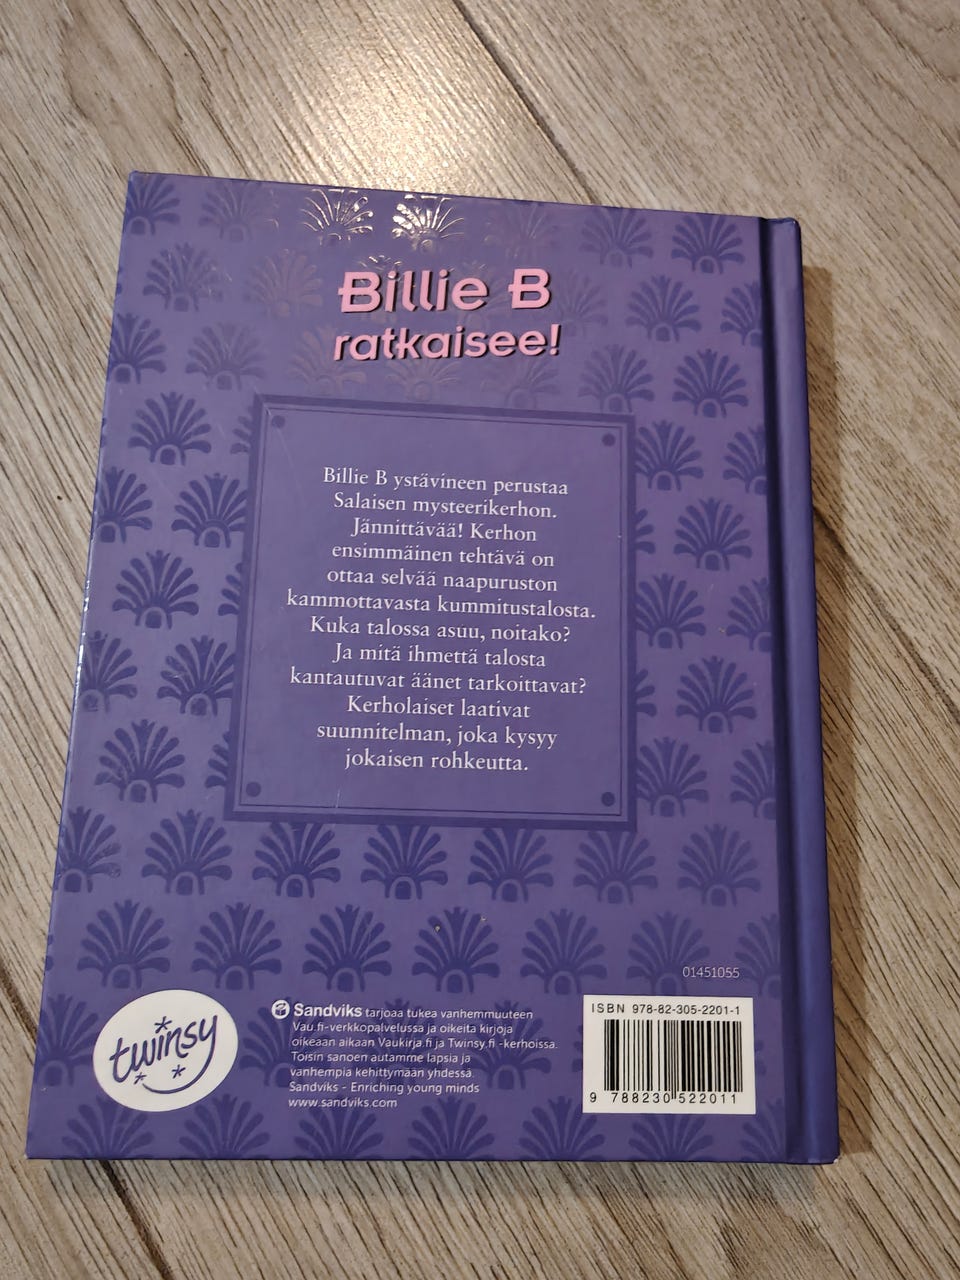 Billie B
ratkaisee!
Billie B ystävineen perustaa
Salaisen mysteerikerhon.
Jännittävää! Kerhon
ensimmäinen tehtävä on
ottaa selvää naapuruston
kammottavasta kummitustalosta.
Kuka talossa asuu, noitako?
Ja mitä ihmettä talosta
kantautuvat äänet tarkoittavat?
Kerholaiset laativat
suunnitelman, joka kysyy
jokaisen rohkeutta.
01451055
twinsy
Sandviks tarjoaa tukea vanhemmuuteen
Vau.fi-verkkopalvelussa ja oikeita kirjoja
oikeaan aikaan Vaukirja.fi ja Twinsy.fi -kerhoissa.
Toisin sanoen autamme lapsia ja
vanhempia kehittymään yhdessä.
Sandviks - Enriching young minds
www.sandviks.com
ISBN 978-82-305-2201-1
9 788230 522011